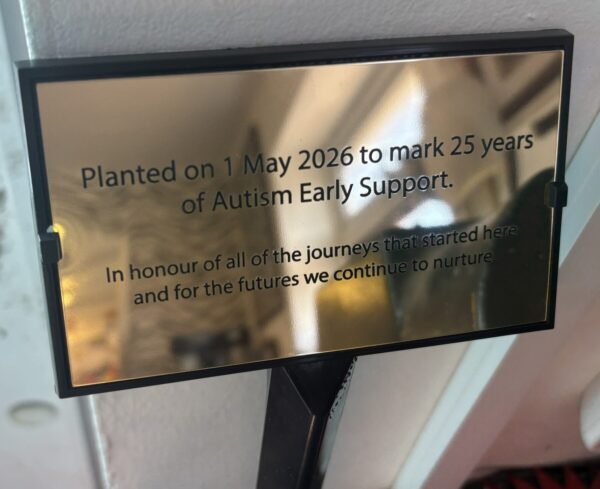 Planted on 1 May 2026 to mark 25 years
of Autism Early Support.
In honour of all of the journeys that started here
and for the futures we continue to nurture.